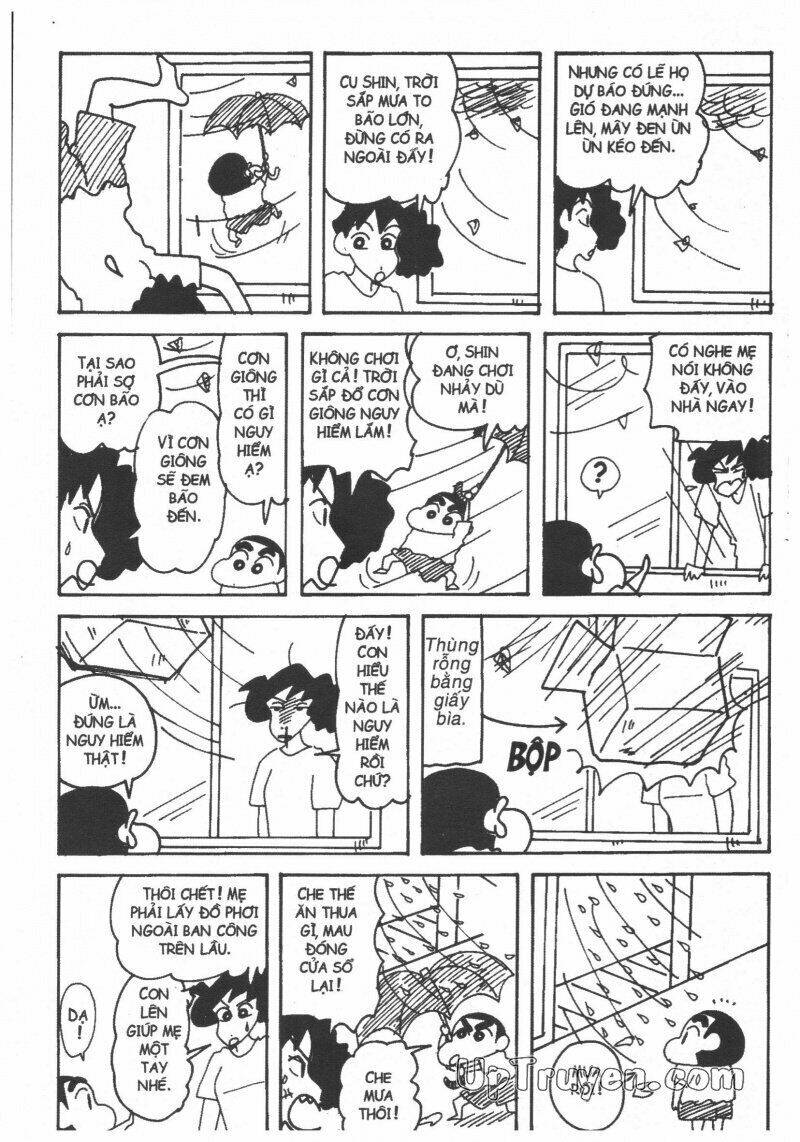 NHƯNG CÓ LẼ HỌ
DỰ BÁO ĐÚNG...
GIÓ ĐANG MẠNH
LÊN, MÂY ĐEN ÙN
ÙN KÉO ĐẾN.
CU SHIN, TRỜI
SẮP MƯA TO
BÃO LỚN,
ĐỪNG CÓ RA
NGOÀI ĐẤY!
CÓ NGHE MẸ
NÓI KHÔNG
ĐẤY, VÀO
NHÀ NGAY!
?
Ơ, SHIN
ĐANG CHƠI
NHẢY DÙ
MÀ!
KHÔNG CHƠI
GÌ CẢ! TRỜI
SẮP ĐỔ CƠN
GIÔNG NGUY
HIỂM LẮM!
CƠN
GIÔNG
THÌ
CÓ GÌ
NGUY
HIỂM
Ạ?
VÌ CƠN
GIÔNG
SẼ ĐEM
BÃO
ĐẾN.
TẠI SAO
PHẢI SỢ
CƠN BÃO
Ạ?
Thùng
rỗng
bằng
giấy
bìa.
BỘP
ĐẤY!
CON
HIỂU
THẾ
NÀO LÀ
NGUY
HIỂM
RỒI
CHỨ?
ỪM...
ĐÚNG LÀ
NGUY HIỂM
THẬT!
MƯA
RỒI!
CHE THẾ
ĂN THUA
GÌ, MAU
ĐÓNG
CỬA SỔ
LẠI!
CHE
MƯA
THÔI!
THÔI CHẾT! MẸ
PHẢI LẤY ĐỒ PHƠI
NGOÀI BAN CÔNG
TRÊN LẦU.
CON
LÊN
GIÚP MẸ
MỘT
TAY
NHÉ.
DẠ
!
UpTruyen.com